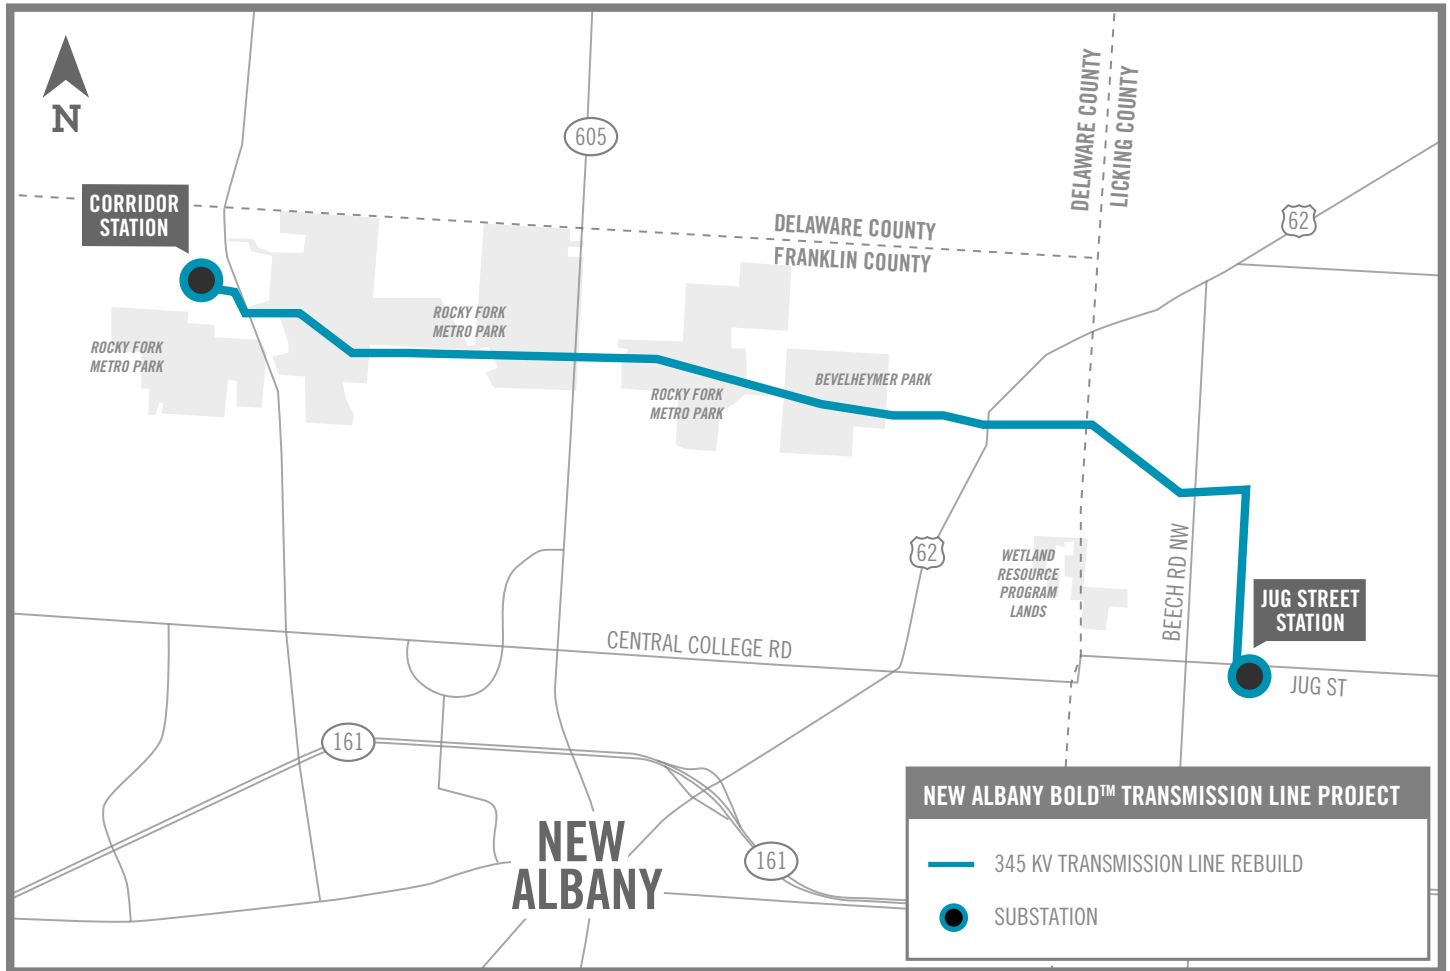 N
605
DELAWARE COUNTY
LICKING COUNTY
62
CORRIDOR
STATION
DELAWARE COUNTY
FRANKLIN COUNTY
ROCKY FORK
METRO PARK
ROCKY FORK
METRO PARK
ROCKY FORK
METRO PARK
BEVELHEYMER PARK
62
WETLAND
RESOURCE
PROGRAM
LANDS
BEECH RD NW
JUG STREET
STATION
CENTRAL COLLEGE RD
JUG ST
161
NEW
ALBANY
161
NEW ALBANY BOLD™ TRANSMISSION LINE PROJECT
345 KV TRANSMISSION LINE REBUILD
SUBSTATION